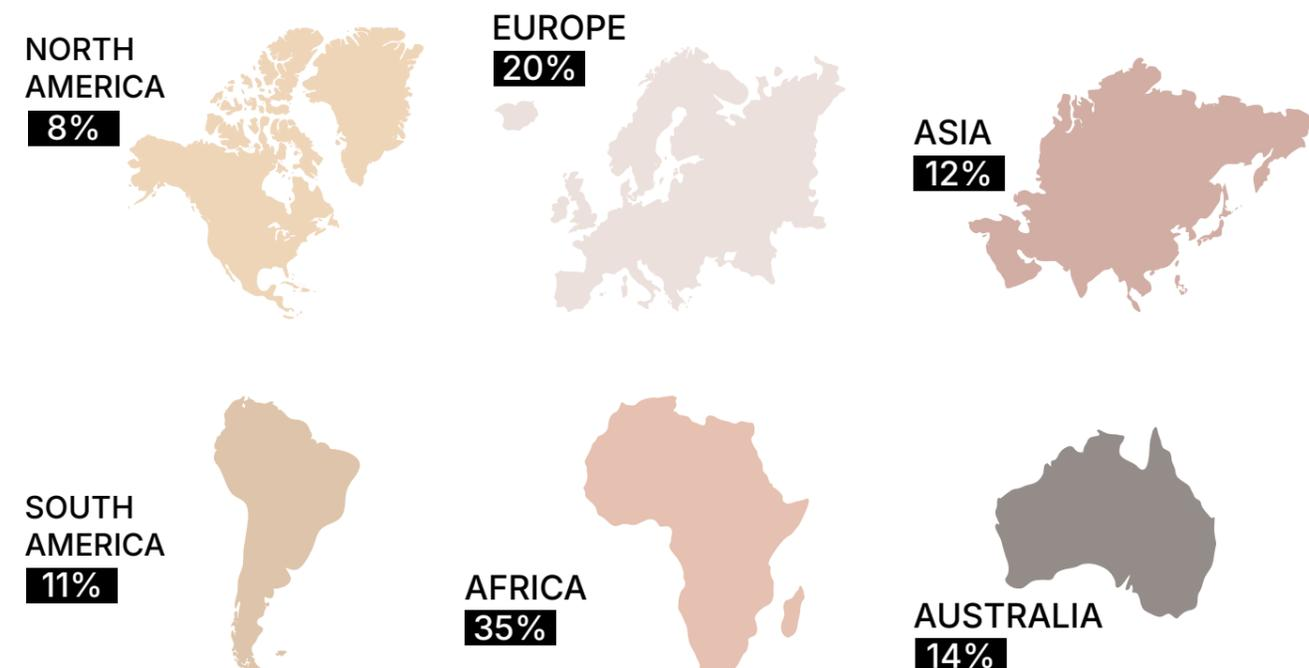 NORTH
AMERICA
8%
EUROPE
20%
ASIA
12%
SOUTH
AMERICA
11%
AFRICA
35%
AUSTRALIA
14%